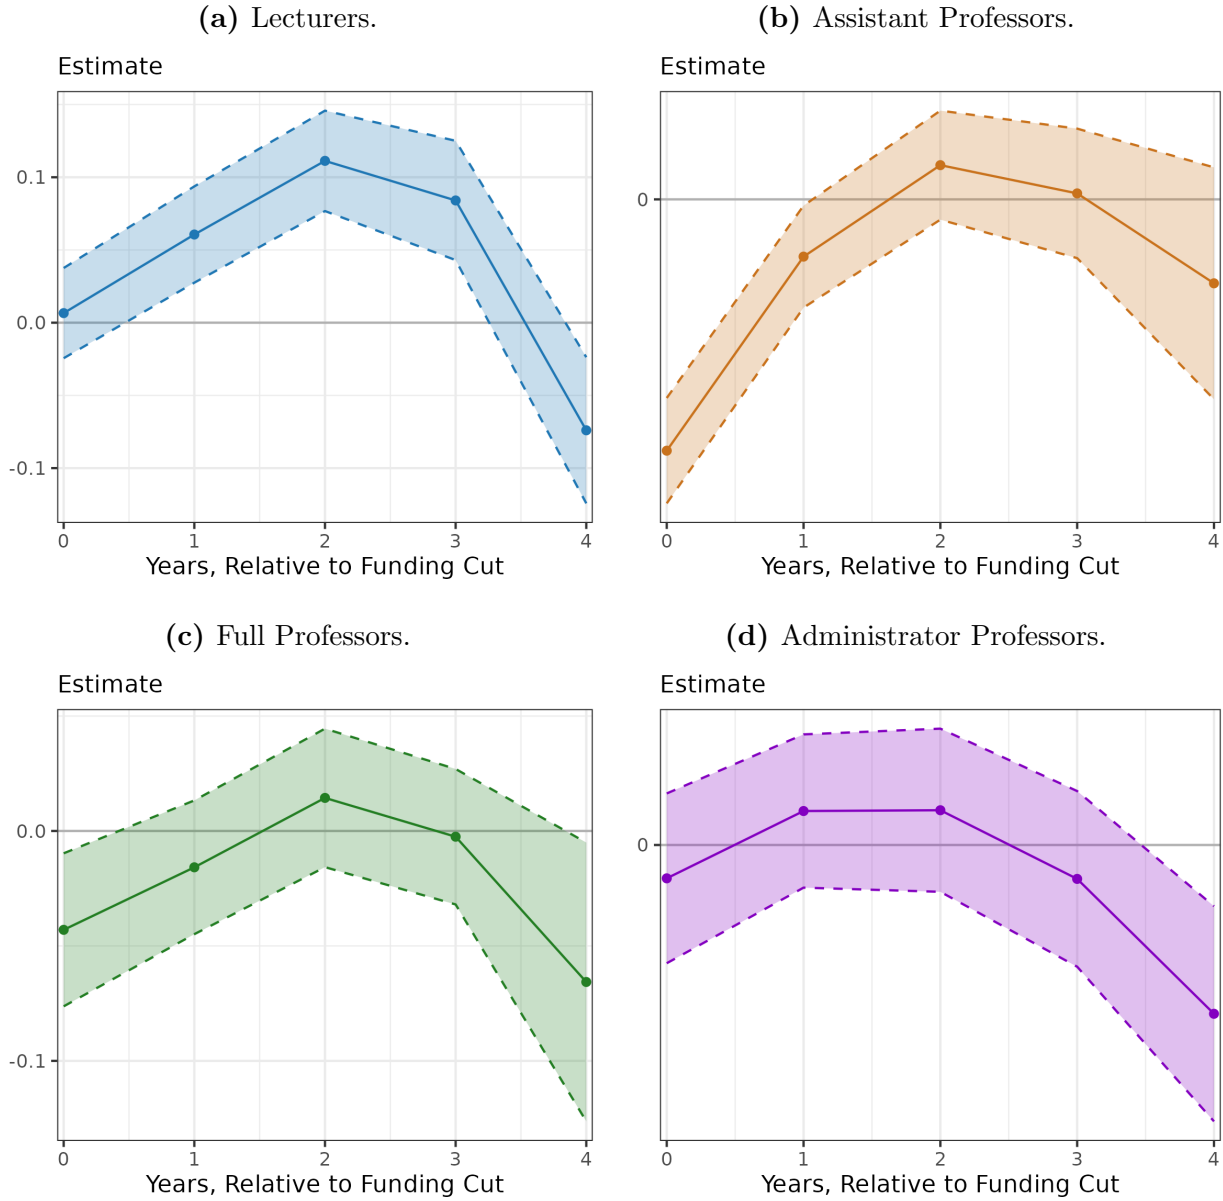 (a) Lecturers.
Estimate
0.1
0.0
-0.1
0 1 2 3 4
Years, Relative to Funding Cut
(b) Assistant Professors.
Estimate
0
0 1 2 3 4
Years, Relative to Funding Cut
(c) Full Professors.
Estimate
0.0
-0.1
0 1 2 3 4
Years, Relative to Funding Cut
(d) Administrator Professors.
Estimate
0
0 1 2 3 4
Years, Relative to Funding Cut